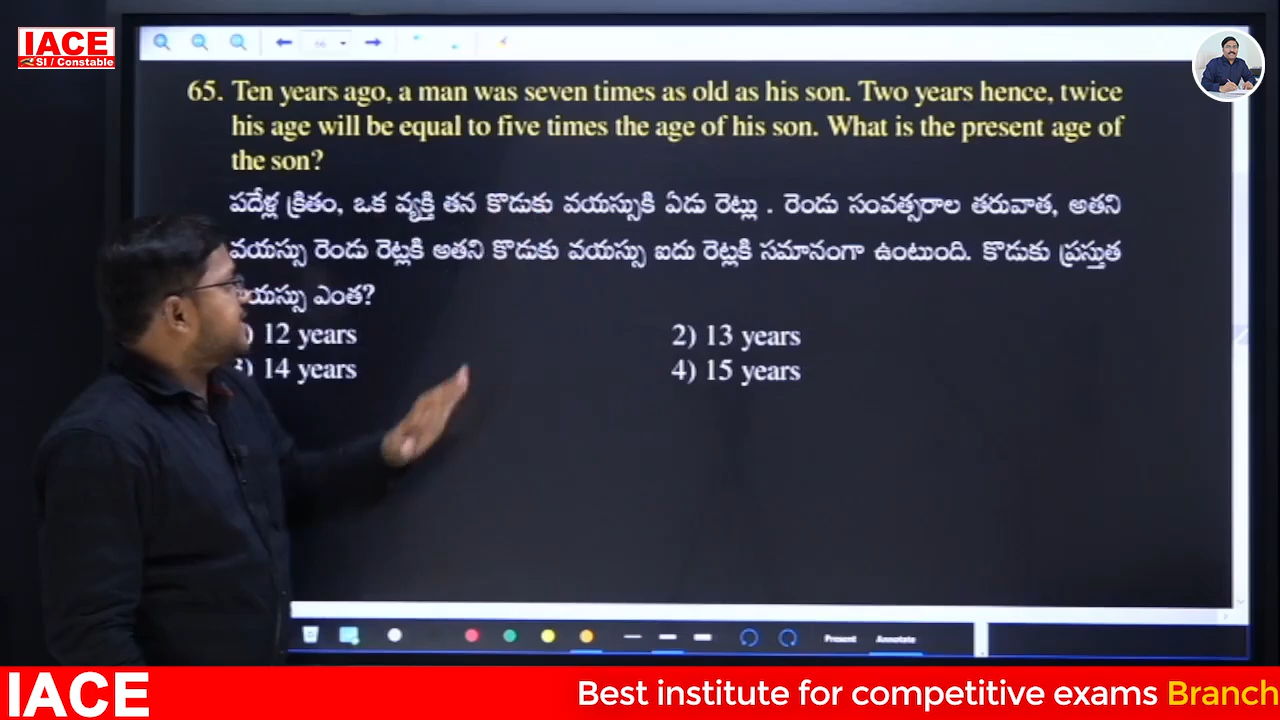 IACE
SI / Constable
66
65. Ten years ago, a man was seven times as old as his son. Two years hence, twice
his age will be equal to five times the age of his son. What is the present age of
the son?
పదేళ్ల క్రితం, ఒక వ్యక్తి తన కొడుకు వయస్సుకి ఏడు రెట్లు . రెండు సంవత్సరాల తరువాత, అతని
వయస్సు రెండు రెట్లకి అతని కొడుకు వయస్సు ఐదు రెట్లకి సమానంగా ఉంటుంది. కొడుకు ప్రస్తుత
యస్సు ఎంత?
) 12 years 2) 13 years
3) 14 years 4) 15 years
Present Annotate
IACE Best institute for competitive exams Branch